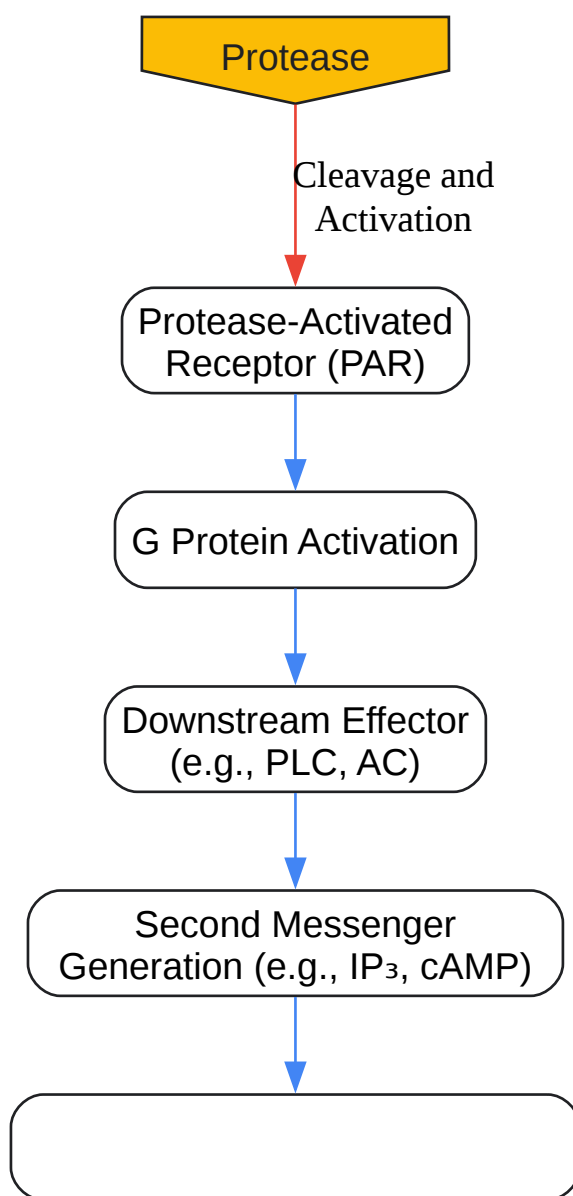 Protease
Cleavage and
Activation
Protease-Activated
Receptor (PAR)
G Protein Activation
Downstream Effector
(e.g., PLC, AC)
Second Messenger
Generation (e.g., IP₃, cAMP)